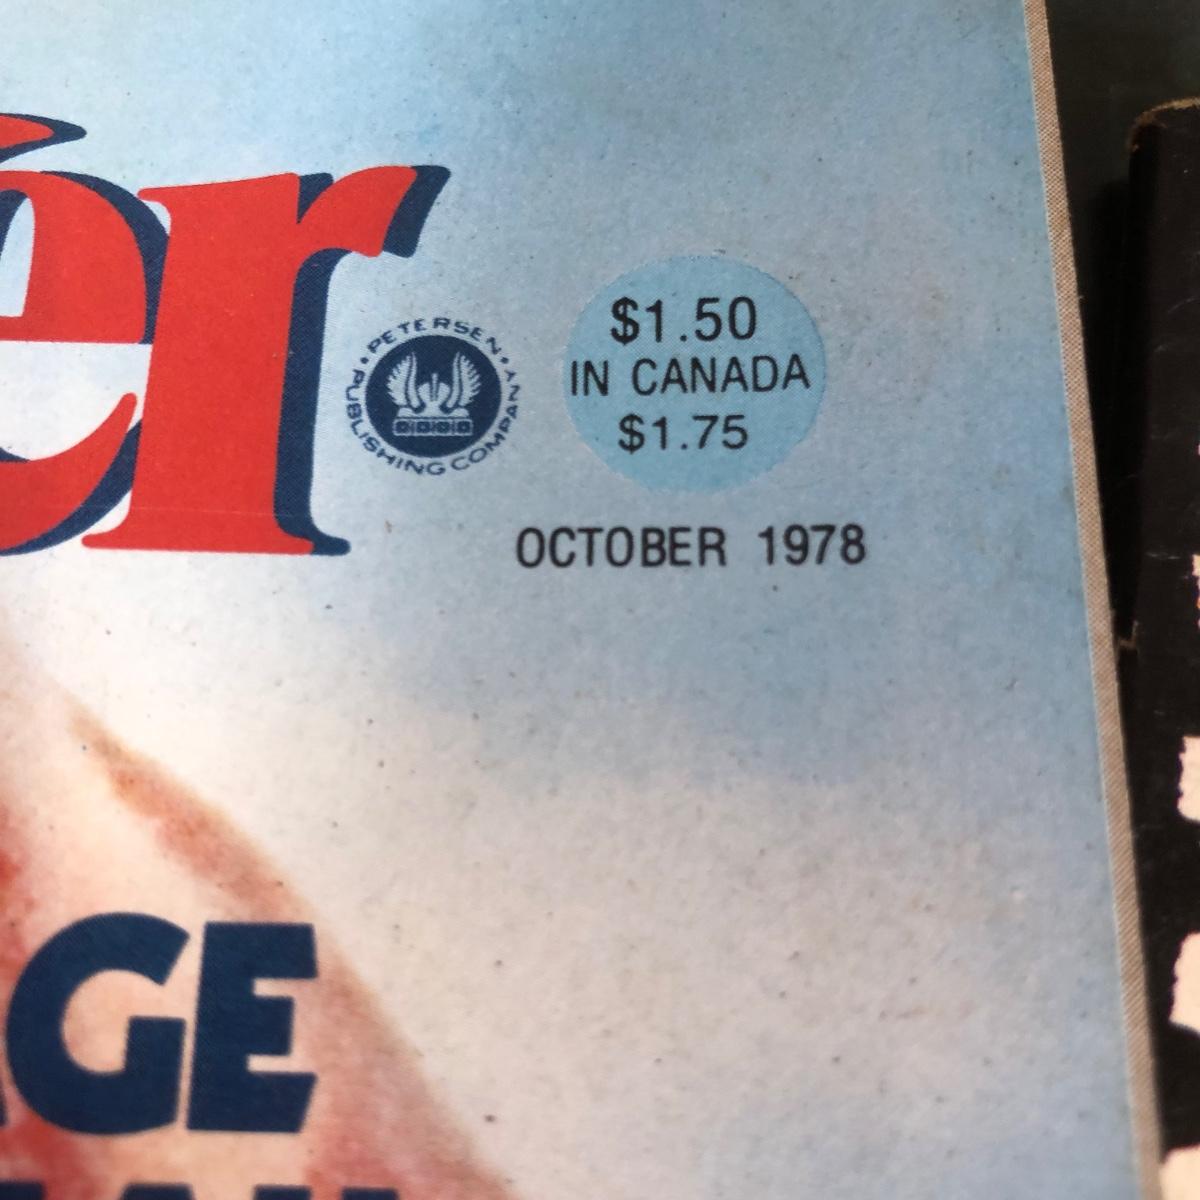 er
PETERSEN
PUBLISHING COMPANY
$1.50
IN CANADA
$1.75
OCTOBER 1978
GE